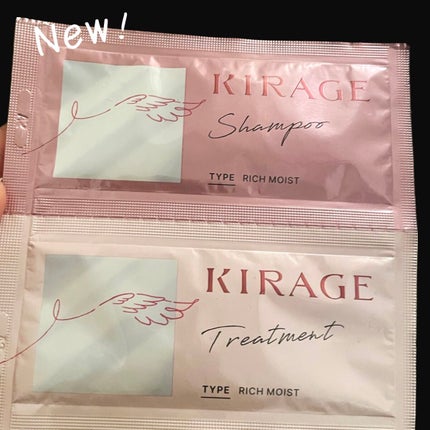 New!
KIRAGE
Shampoo
TYPE RICH MOIST
KIRAGE
Treatment
TYPE RICH MOIST